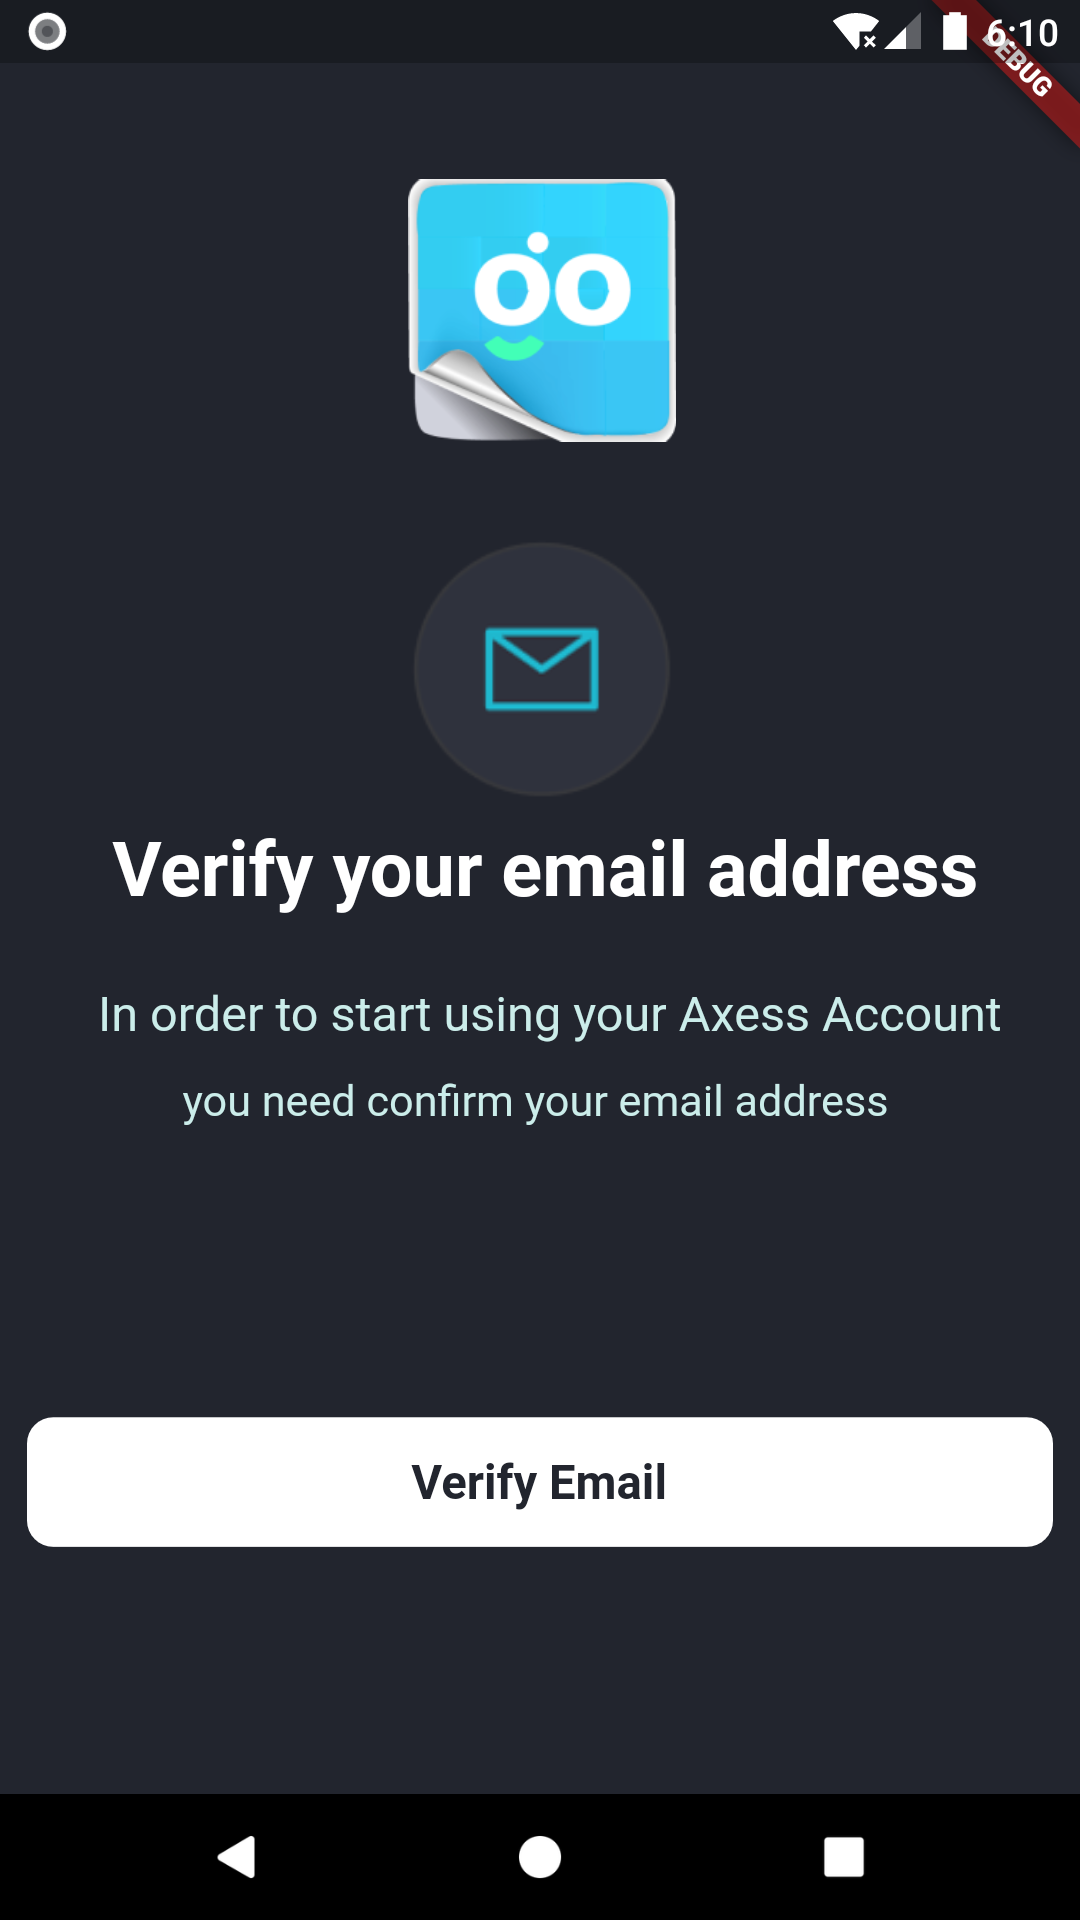 6:10
DEBUG
oo
Verify your email address
In order to start using your Axess Account
you need confirm your email address
Verify Email